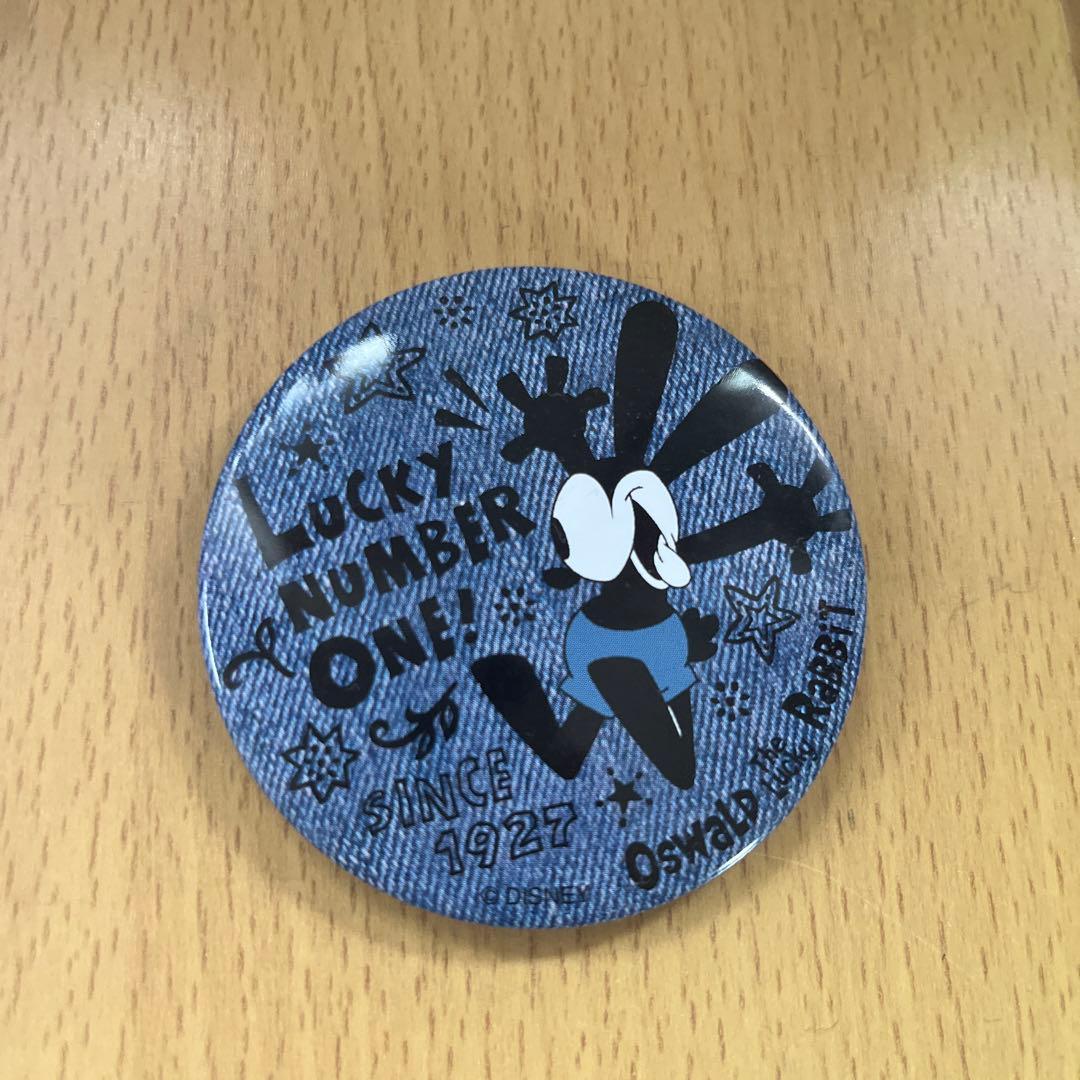 LUCKY
NUMBER
ONE!
SINCE
1927
OSWALD The LUCKY RABBIT
© DISNEY